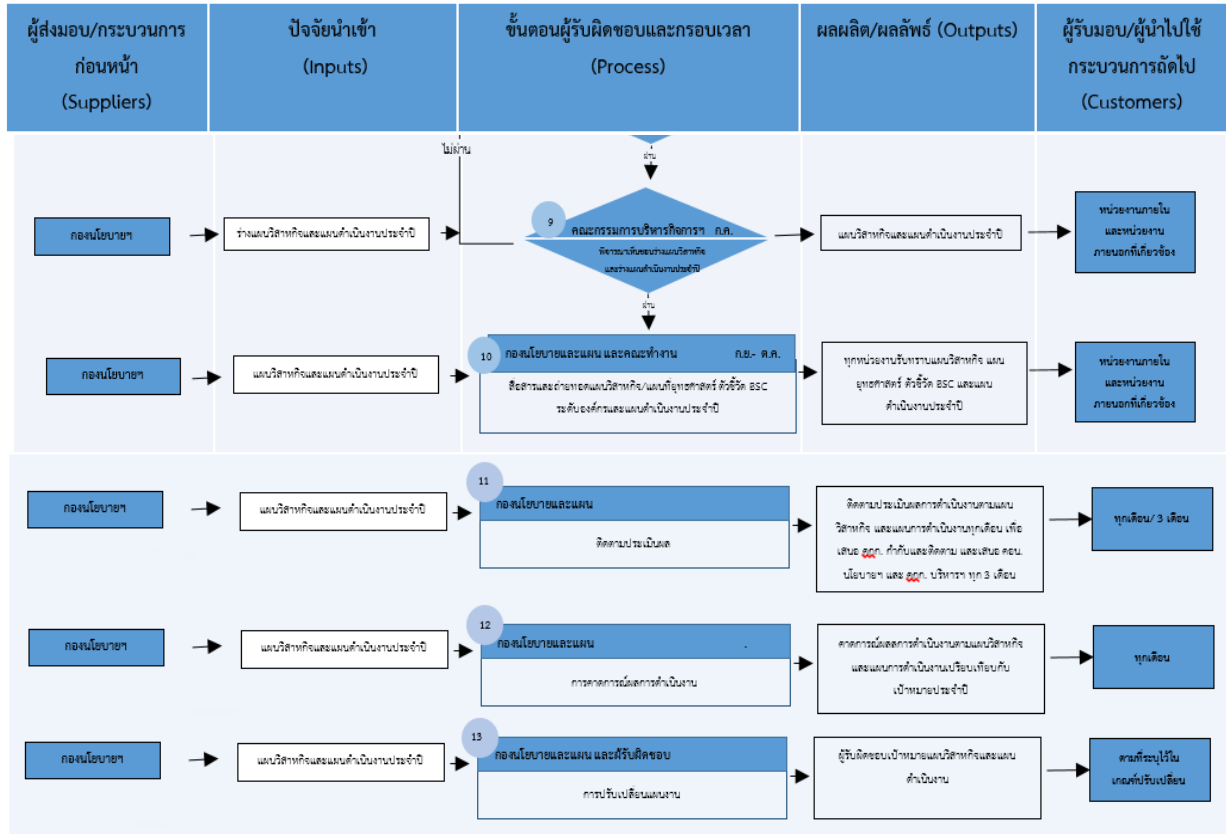 ผู้ส่งมอบ/กระบวนการ
ก่อนหน้า
(Suppliers)
ปัจจัยนำเข้า
(Inputs)
ขั้นตอนผู้รับผิดชอบและกรอบเวลา
(Process)
ผลผลิต/ผลลัพธ์ (Outputs)
ผู้รับมอบ/ผู้นำไปใช้
กระบวนการถัดไป
(Customers)
ไม่ผ่าน
ผ่าน
กองนโยบายฯ
ร่างแผนวิสาหกิจและแผนดำเนินงานประจำปี
9
คณะกรรมการบริหารกิจการฯ ก.ค.
พิจารณาเห็นชอบร่างแผนวิสาหกิจ
และร่างแผนดำเนินงานประจำปี
แผนวิสาหกิจและแผนดำเนินงานประจำปี
หน่วยงานภายใน
และหน่วยงาน
ภายนอกที่เกี่ยวข้อง
ผ่าน
กองนโยบายฯ
แผนวิสาหกิจและแผนดำเนินงานประจำปี
10
กองนโยบายและแผน และคณะทำงาน ก.ย.- ต.ค.
สื่อสารและถ่ายทอดแผนวิสาหกิจ/แผนที่ยุทธศาสตร์ ตัวชี้วัด BSC
ระดับองค์กรและแผนดำเนินงานประจำปี
ทุกหน่วยงานรับทราบแผนวิสาหกิจ แผน
ยุทธศาสตร์ ตัวชี้วัด BSC และแผน
ดำเนินงานประจำปี
หน่วยงานภายใน
และหน่วยงาน
ภายนอกที่เกี่ยวข้อง
กองนโยบายฯ
แผนวิสาหกิจและแผนดำเนินงานประจำปี
11
กองนโยบายและแผน
ติดตามประเมินผล
ติดตามประเมินผลการดำเนินงานตามแผน
วิสาหกิจ และแผนการดำเนินงานทุกเดือน เพื่อ
เสนอ คกก. กำกับและติดตาม และเสนอ คอน.
นโยบายฯ และ คกก. บริหารฯ ทุก 3 เดือน
ทุกเดือน/ 3 เดือน
กองนโยบายฯ
แผนวิสาหกิจและแผนดำเนินงานประจำปี
12
กองนโยบายและแผน .
การคาดการณ์ผลการดำเนินงาน
คาดการณ์ผลการดำเนินงานตามแผนวิสาหกิจ
และแผนการดำเนินงานเปรียบเทียบกับ
เป้าหมายประจำปี
ทุกเดือน
กองนโยบายฯ
แผนวิสาหกิจและแผนดำเนินงานประจำปี
13
กองนโยบายและแผน และผู้รับผิดชอบ
การปรับเปลี่ยนแผนงาน
ผู้รับผิดชอบเป้าหมายแผนวิสาหกิจและแผน
ดำเนินงาน
ตามที่ระบุไว้ใน
เกณฑ์ปรับเปลี่ยน